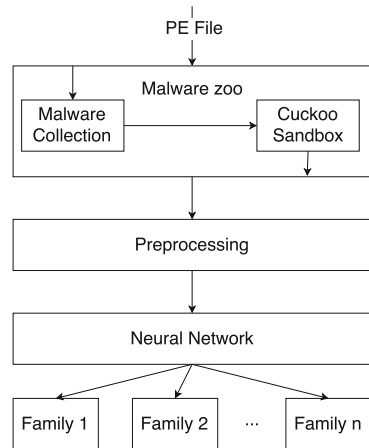 PE File
Malware zoo
Malware
Collection
Cuckoo
Sandbox
Preprocessing
Neural Network
Family 1
Family 2
...
Family n